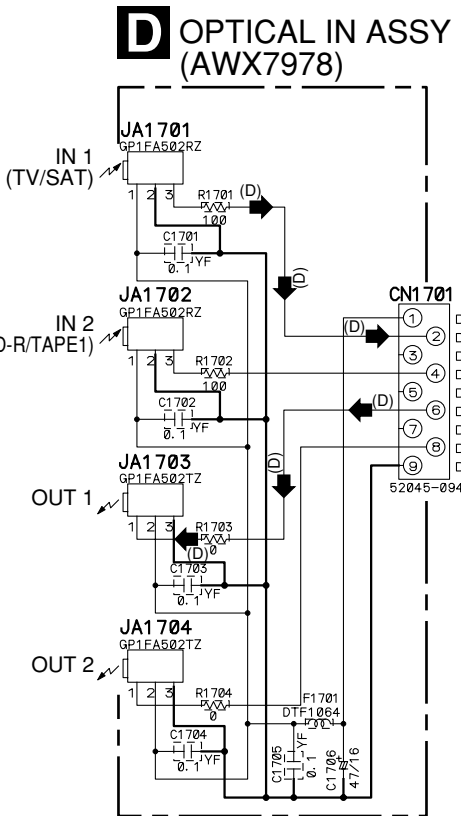 D OPTICAL IN ASSY
(AWX7978)
JA1701
GP1FA502RZ
IN 1
(TV/SAT)
1 2 3
R1701
100
(D)
C1701
0.1 YF
(D)
JA1702
GP1FA502RZ
IN 2
D-R/TAPE1)
1 2 3
R1702
100
C1702
0.1 YF
CN1701
1
(D)
2
3
4
5
(D)
6
7
8
9
52045-094
JA1703
GP1FA502TZ
OUT 1
1 2 3
(D)
R1703
0
(D)
C1703
0.1 YF
JA1704
GP1FA502TZ
OUT 2
1 2 3
R1704
0
C1704
0.1 YF
F1701
DTF1064
C1705
0.1
YF
C1706
+
47/16